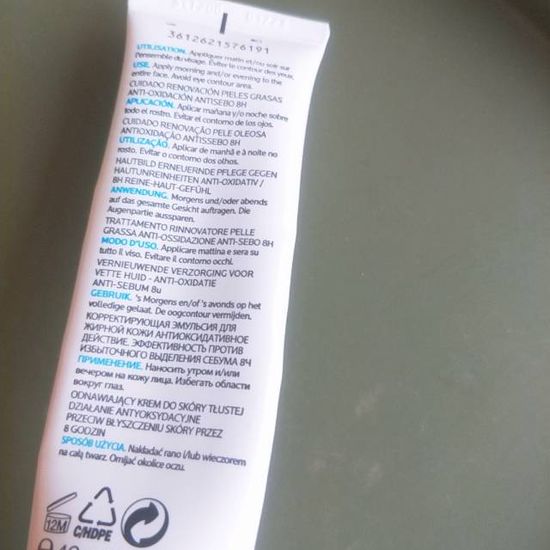 3612621576191
UTILISATION. Appliquer matin et/ou soir sur
l'ensemble du visage. Éviter le contour des yeux.
USE. Apply morning and/or evening to the
entire face. Avoid eye contour area.
CUIDADO RENOVACIÓN PIELES GRASAS
ANTI-OXIDACIÓN ANTISEBO 8H
APLICACIÓN. Aplicar mañana y/o noche sobre
todo el rostro. Evitar el contorno de los ojos.
CUIDADO RENOVAÇÃO PELE OLEOSA
ANTIOXIDAÇÃO ANTISSEBO 8H
UTILIZAÇÃO. Aplicar de manhã e à noite no
rosto. Evitar o contorno dos olhos.
HAUTBILD ERNEUERNDE PFLEGE GEGEN
HAUTUNREINHEITEN ANTI-OXIDATIV /
8H REINE-HAUT-GEFÜHL
ANWENDUNG. Morgens und/oder abends
auf das gesamte Gesicht auftragen. Die
Augenpartie aussparen.
TRATTAMENTO RINNOVATORE PELLE
GRASSA ANTI-OSSIDAZIONE ANTI-SEBO 8H
MODO D'USO. Applicare mattina e sera su
tutto il viso. Evitare il contorno occhi.
VERNIEUWENDE VERZORGING VOOR
VETTE HUID - ANTI-OXIDATIE
ANTI-SEBUM 8u
GEBRUIK. 's Morgens en/of 's avonds op het
volledige gelaat. De oogcontour vermijden.
КОРРЕКТИРУЮЩАЯ ЭМУЛЬСИЯ ДЛЯ
ЖИРНОЙ КОЖИ АНТИОКСИДАТИВНОЕ
ДЕЙСТВИЕ. ЭФФЕКТИВНОСТЬ ПРОТИВ
ИЗБЫТОЧНОГО ВЫДЕЛЕНИЯ СЕБУМА 8Ч
ПРИМЕНЕНИЕ. Наносить утром и/или
вечером на кожу лица. Избегать области
вокруг глаз.
ODNAWIAJĄCY KREM DO SKÓRY TŁUSTEJ
DZIAŁANIE ANTYOKSYDACYJNE
PRZECIW BŁYSZCZENIU SKÓRY PRZEZ
8 GODZIN
SPOSÓB UŻYCIA. Nakładać rano i/lub wieczorem
na całą twarz. Omijać okolice oczu.
12M
C/HDPE